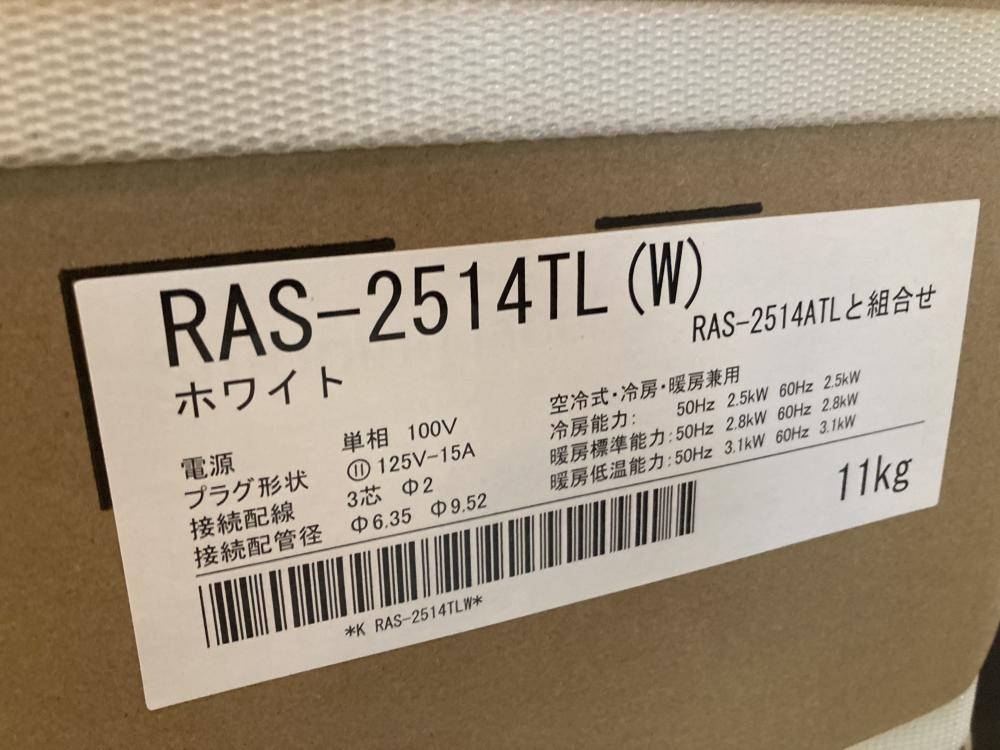 RAS-2514TL(W)
RAS-2514ATLと組合せ
ホワイト
電源 単相 100V
プラグ形状 ⑪ 125V-15A
接続配線 3芯 Φ2
接続配管径 Φ6.35 Φ9.52
空冷式・冷房・暖房兼用
冷房能力: 50Hz 2.5kW 60Hz 2.5kW
暖房標準能力:50Hz 2.8kW 60Hz 2.8kW
暖房低温能力:50Hz 3.1kW 60Hz 3.1kW
11kg
*K RAS-2514TLW*